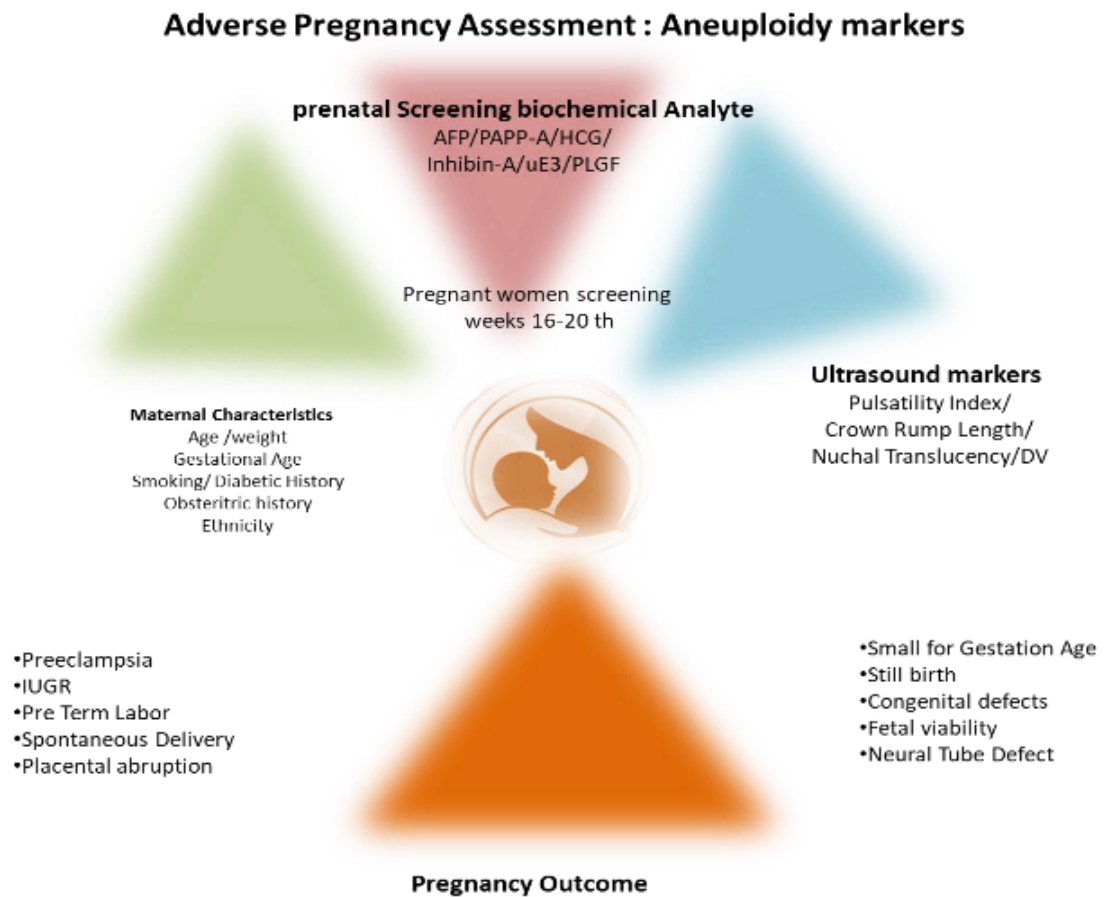 Adverse Pregnancy Assessment : Aneuploidy markers
prenatal Screening biochemical Analyte
AFP/PAPP-A/HCG/
Inhibin-A/uE3/PLGF
Pregnant women screening
weeks 16-20 th
Maternal Characteristics
Age /weight
Gestational Age
Smoking/ Diabetic History
Obsteritric history
Ethnicity
Ultrasound markers
Pulsatility Index/
Crown Rump Length/
Nuchal Translucency/DV
•Preeclampsia
•IUGR
•Pre Term Labor
•Spontaneous Delivery
•Placental abruption
•Small for Gestation Age
•Still birth
•Congenital defects
•Fetal viability
•Neural Tube Defect
Pregnancy Outcome